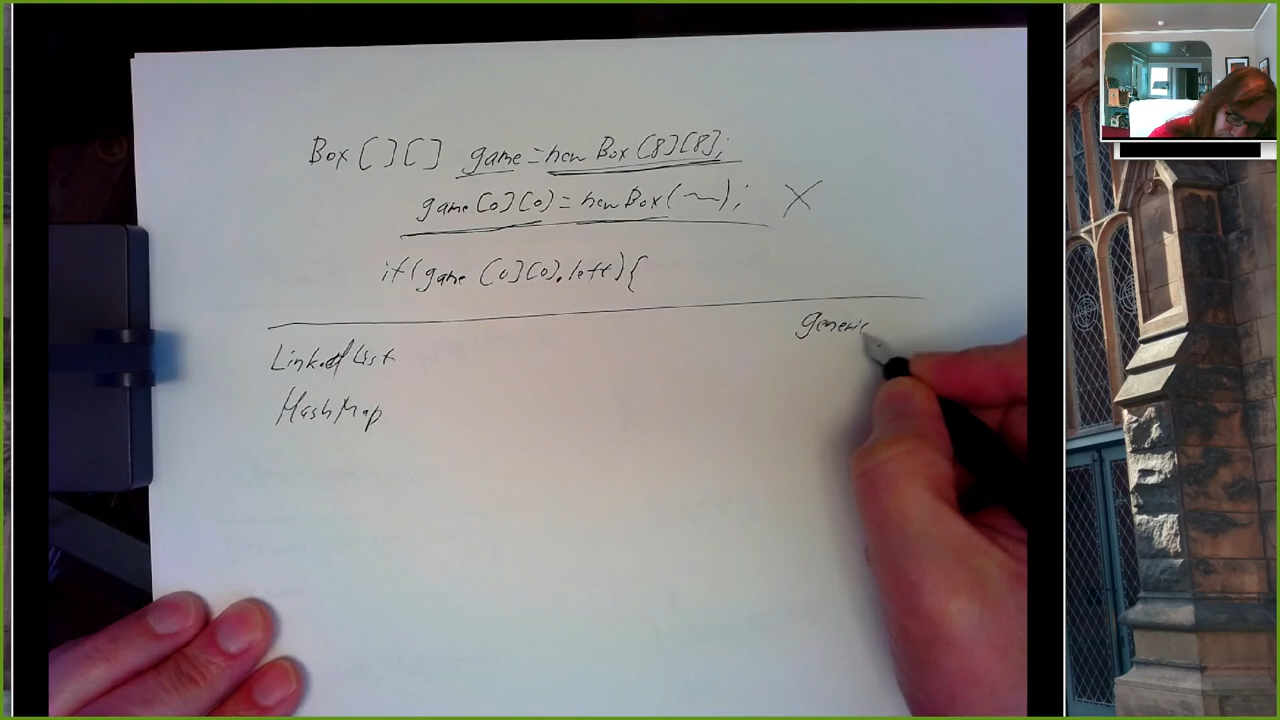 Box[][] game = new Box[8][8];
game[0][0] = new Box(~~); X
if(game[0][0].left){
generic
LinkedList
HashMap